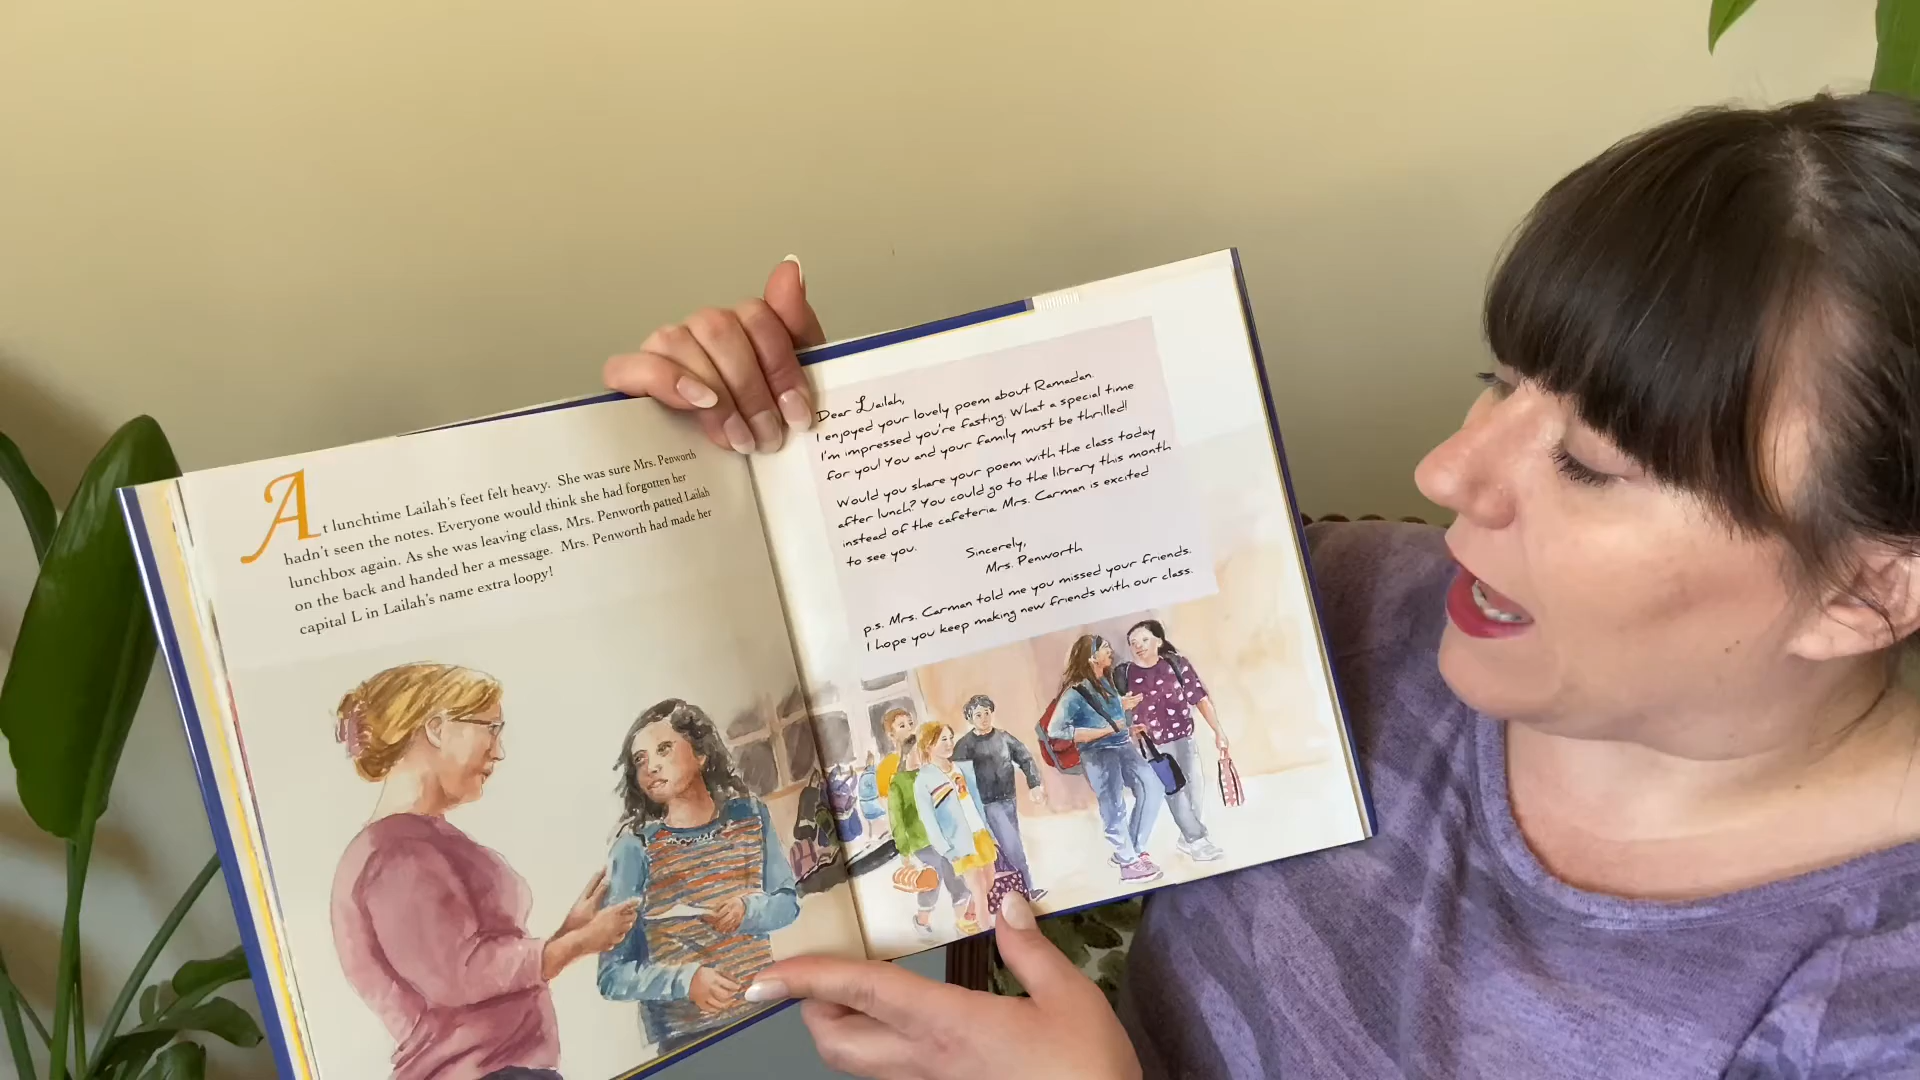 At lunchtime Lailah's feet felt heavy. She was sure Mrs. Penworth
hadn't seen the notes. Everyone would think she had forgotten her
lunchbox again. As she was leaving class, Mrs. Penworth patted Lailah
on the back and handed her a message. Mrs. Penworth had made her
capital L in Lailah's name extra loopy!
Dear Lailah,
I enjoyed your lovely poem about Ramadan.
I'm impressed you're fasting. What a special time
for you! You and your family must be thrilled!
Would you share your poem with the class today
after lunch? You could go to the library this month
instead of the cafeteria. Mrs. Carman is excited
to see you.
Sincerely,
Mrs. Penworth
p.s. Mrs. Carman told me you missed your friends.
I hope you keep making new friends with our class.